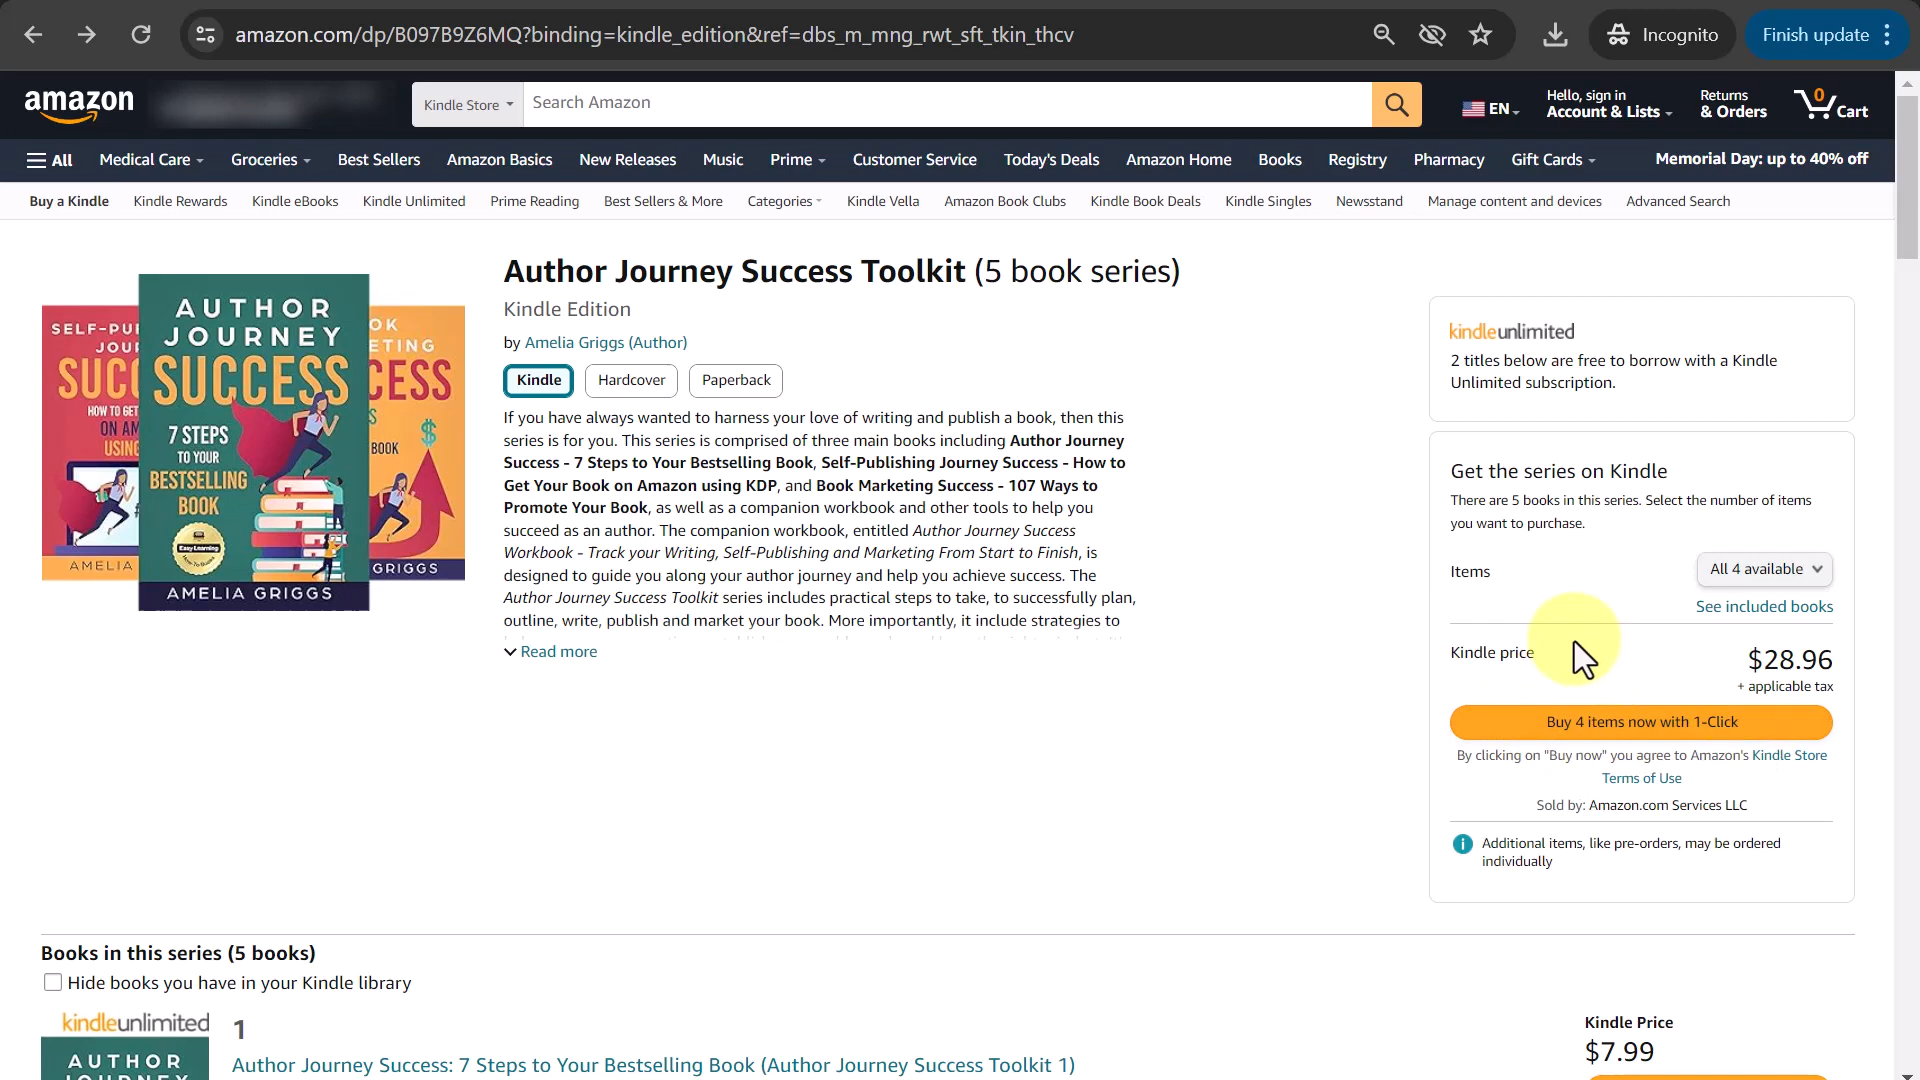 amazon.com/dp/B097B9Z6MQ?binding=kindle_edition&ref=dbs_m_mng_rwt_sft_tkin_thcv
Incognito
Finish update
amazon
Kindle Store
Search Amazon
EN
Hello, sign in
Account & Lists
Returns
& Orders
0
Cart
All
Medical Care
Groceries
Best Sellers
Amazon Basics
New Releases
Music
Prime
Customer Service
Today's Deals
Amazon Home
Books
Registry
Pharmacy
Gift Cards
Memorial Day: up to 40% off
Buy a Kindle
Kindle Rewards
Kindle eBooks
Kindle Unlimited
Prime Reading
Best Sellers & More
Categories
Kindle Vella
Amazon Book Clubs
Kindle Book Deals
Kindle Singles
Newsstand
Manage content and devices
Advanced Search
SELF-PU
JOU
SUCC
HOW TO GET
ON AM
USING
AMELIA
AUTHOR
JOURNEY
SUCCESS
7 STEPS
TO YOUR
BESTSELLING
BOOK
Easy Learning
AMELIA GRIGGS
OK
ETING
CESS
S
BOOK
$
GRIGGS
Author Journey Success Toolkit (5 book series)
Kindle Edition
by Amelia Griggs (Author)
Kindle
Hardcover
Paperback
If you have always wanted to harness your love of writing and publish a book, then this
series is for you. This series is comprised of three main books including Author Journey
Success - 7 Steps to Your Bestselling Book, Self-Publishing Journey Success - How to
Get Your Book on Amazon using KDP, and Book Marketing Success - 107 Ways to
Promote Your Book, as well as a companion workbook and other tools to help you
succeed as an author. The companion workbook, entitled Author Journey Success
Workbook - Track your Writing, Self-Publishing and Marketing From Start to Finish, is
designed to guide you along your author journey and help you achieve success. The
Author Journey Success Toolkit series includes practical steps to take, to successfully plan,
outline, write, publish and market your book. More importantly, it include strategies to
Read more
kindleunlimited
2 titles below are free to borrow with a Kindle
Unlimited subscription.
Get the series on Kindle
There are 5 books in this series. Select the number of items
you want to purchase.
Items
All 4 available
See included books
Kindle price
$28.96
+ applicable tax
Buy 4 items now with 1-Click
By clicking on "Buy now" you agree to Amazon's Kindle Store
Terms of Use
Sold by: Amazon.com Services LLC
Additional items, like pre-orders, may be ordered
individually
Books in this series (5 books)
Hide books you have in your Kindle library
kindleunlimited
AUTHOR
JOURNEY
1
Author Journey Success: 7 Steps to Your Bestselling Book (Author Journey Success Toolkit 1)
Kindle Price
$7.99